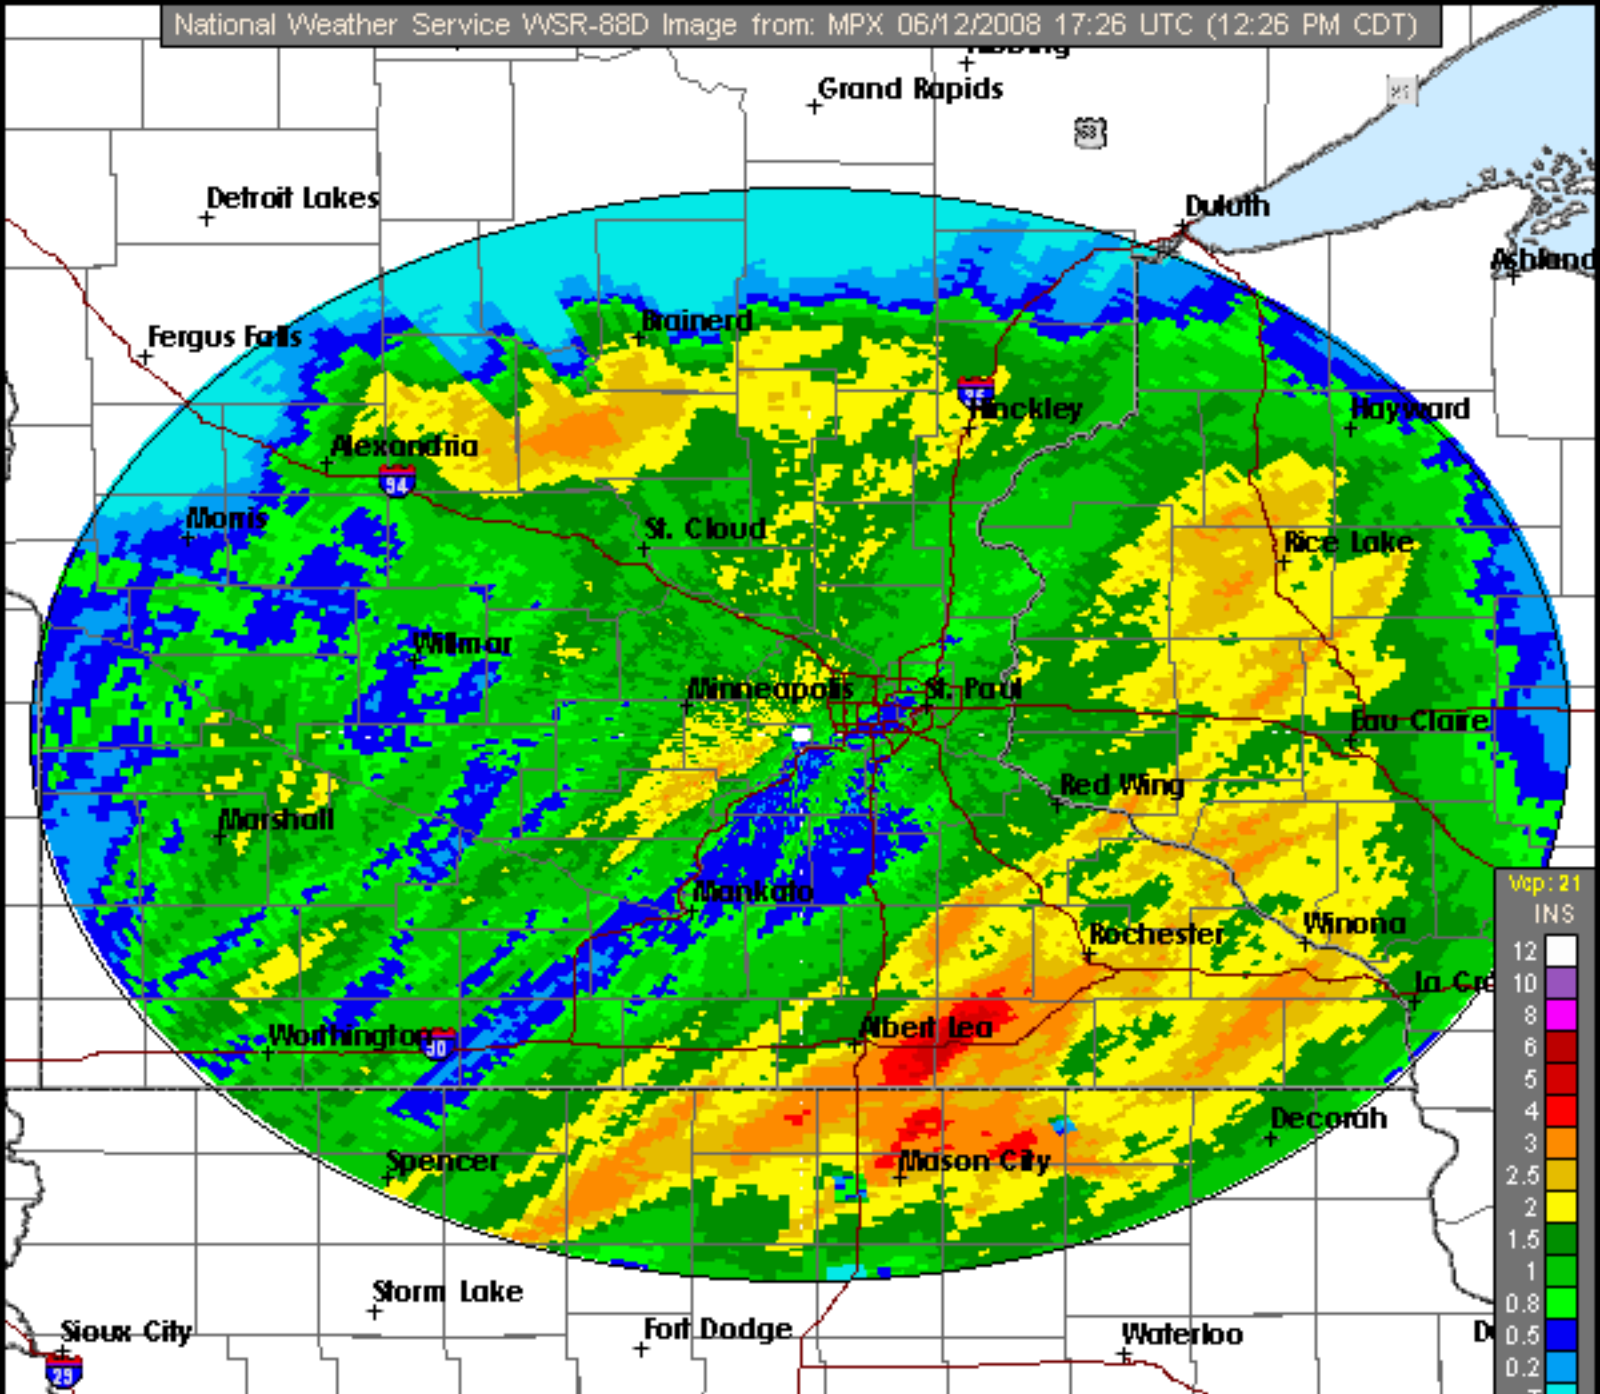 National Weather Service WSR-88D Image from: MPX 06/12/2008 17:26 UTC (12:26 PM CDT)
Grand Rapids
Detroit Lakes
Duluth
Ashland
Brainerd
Fergus Falls
35
Hinckley
Hayward
Alexandria
94
Morris
St. Cloud
Rice Lake
Willmar
Minneapolis
St. Paul
Eau Claire
Red Wing
Marshall
Mankato
Rochester
Winona
La Cre
Albert Lea
Worthington
90
Decorah
Spencer
Mason City
Storm Lake
Sioux City
Fort Dodge
Waterloo
29
Vcp: 21
INS
12
10
8
6
5
4
3
2.5
2
1.5
1
0.8
0.5
0.2